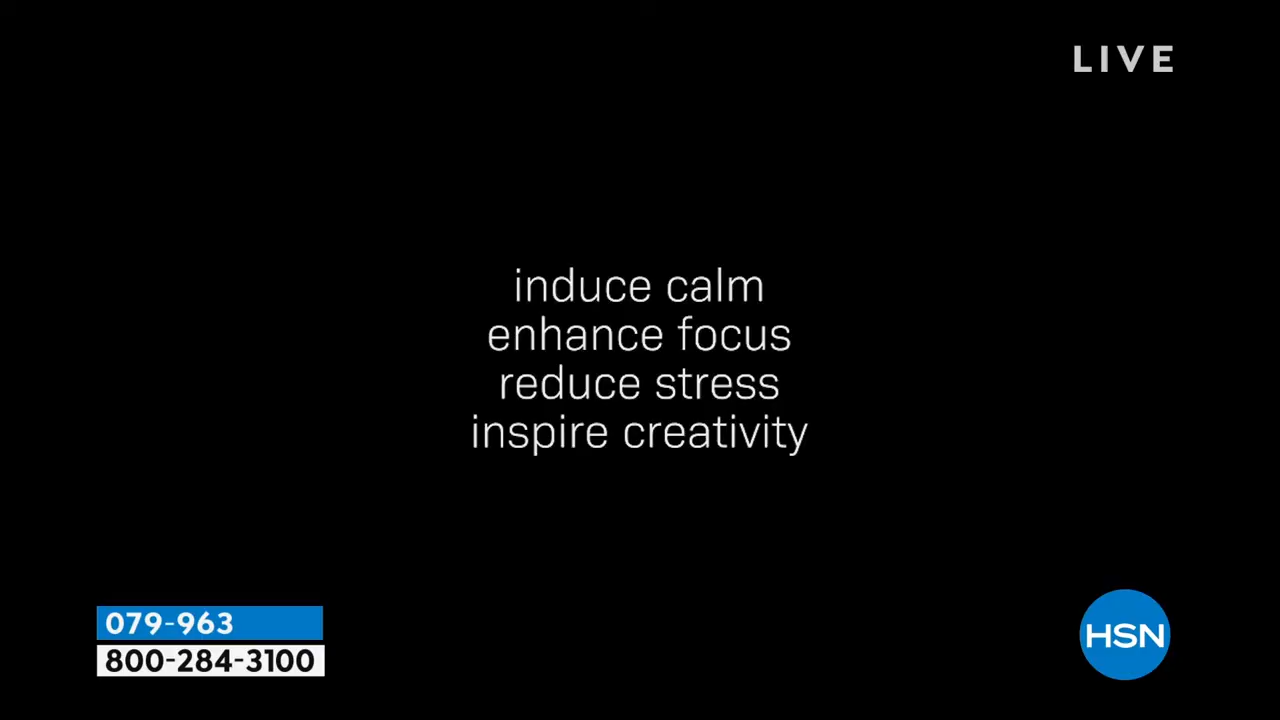 LIVE
induce calm
enhance focus
reduce stress
inspire creativity
079-963
800-284-3100
HSN